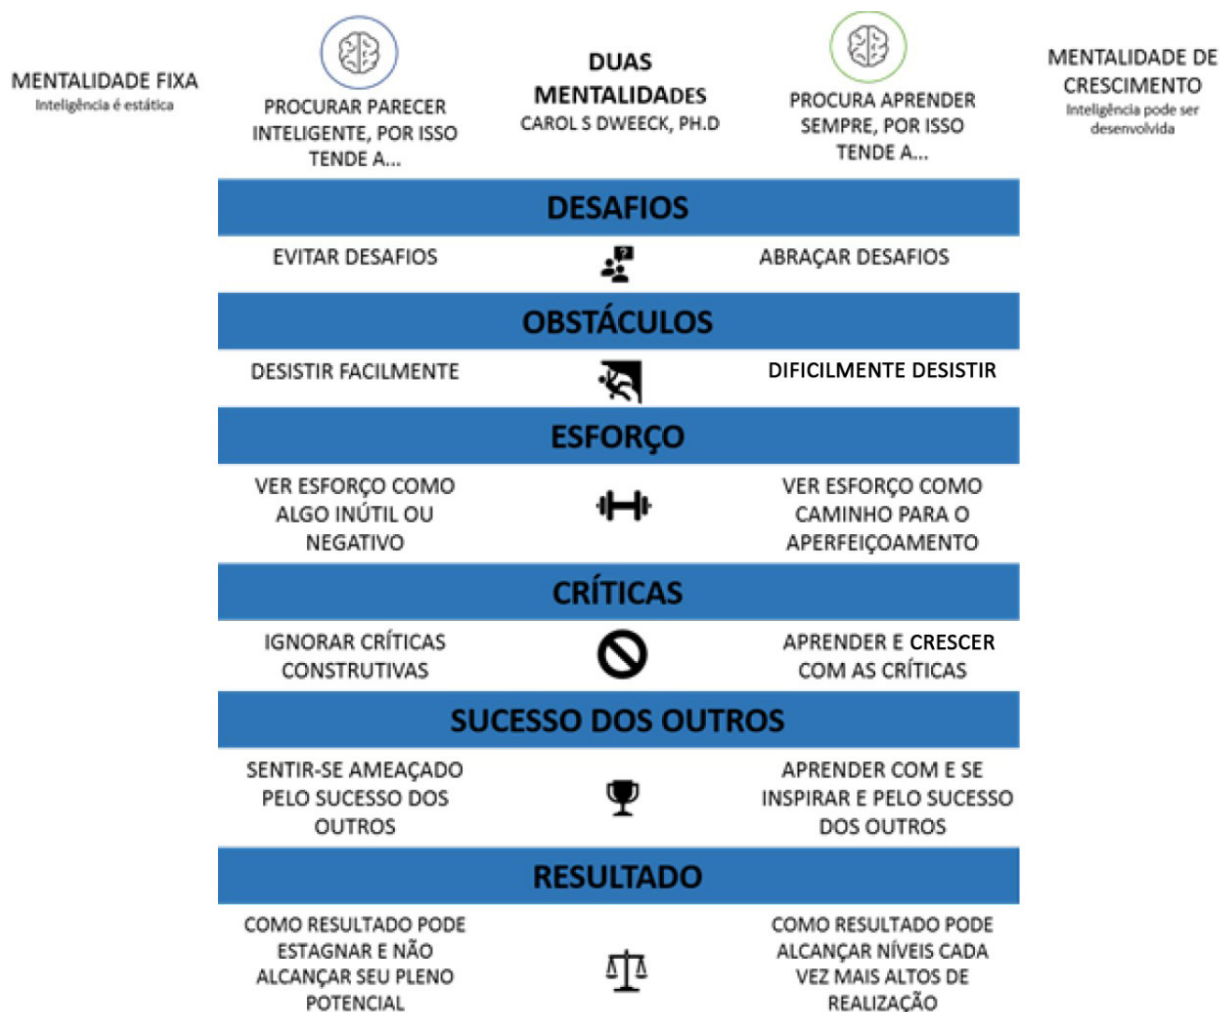 MENTALIDADE FIXA
Inteligência é estática
PROCURAR PARECER
INTELIGENTE, POR ISSO
TENDE A...
DUAS
MENTALIDADES
CAROL S DWEECK, PH.D
PROCURA APRENDER
SEMPRE, POR ISSO
TENDE A...
MENTALIDADE DE
CRESCIMENTO
Inteligência pode ser
desenvolvida
DESAFIOS
EVITAR DESAFIOS
?
ABRAÇAR DESAFIOS
OBSTÁCULOS
DESISTIR FACILMENTE
DIFICILMENTE DESISTIR
ESFORÇO
VER ESFORÇO COMO
ALGO INÚTIL OU
NEGATIVO
VER ESFORÇO COMO
CAMINHO PARA O
APERFEIÇOAMENTO
CRÍTICAS
IGNORAR CRÍTICAS
CONSTRUTIVAS
APRENDER E CRESCER
COM AS CRÍTICAS
SUCESSO DOS OUTROS
SENTIR-SE AMEAÇADO
PELO SUCESSO DOS
OUTROS
APRENDER COM E SE
INSPIRAR E PELO SUCESSO
DOS OUTROS
RESULTADO
COMO RESULTADO PODE
ESTAGNAR E NÃO
ALCANÇAR SEU PLENO
POTENCIAL
COMO RESULTADO PODE
ALCANÇAR NÍVEIS CADA
VEZ MAIS ALTOS DE
REALIZAÇÃO